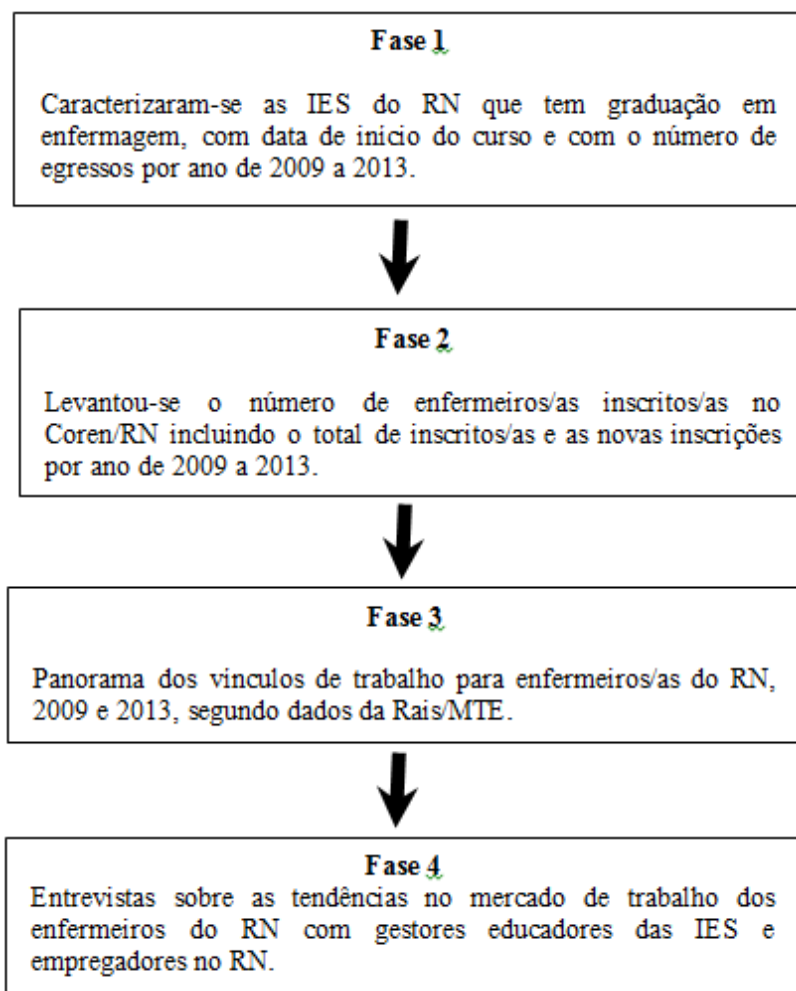 Fase 1
Caracterizaram-se as IES do RN que tem graduação em
enfermagem, com data de início do curso e com o número de
egressos por ano de 2009 a 2013.
Fase 2
Levantou-se o número de enfermeiros/as inscritos/as no
Coren/RN incluindo o total de inscritos/as e as novas inscrições
por ano de 2009 a 2013.
Fase 3
Panorama dos vínculos de trabalho para enfermeiros/as do RN,
2009 e 2013, segundo dados da Rais/MTE.
Fase 4
Entrevistas sobre as tendências no mercado de trabalho dos
enfermeiros do RN com gestores educadores das IES e
empregadores no RN.